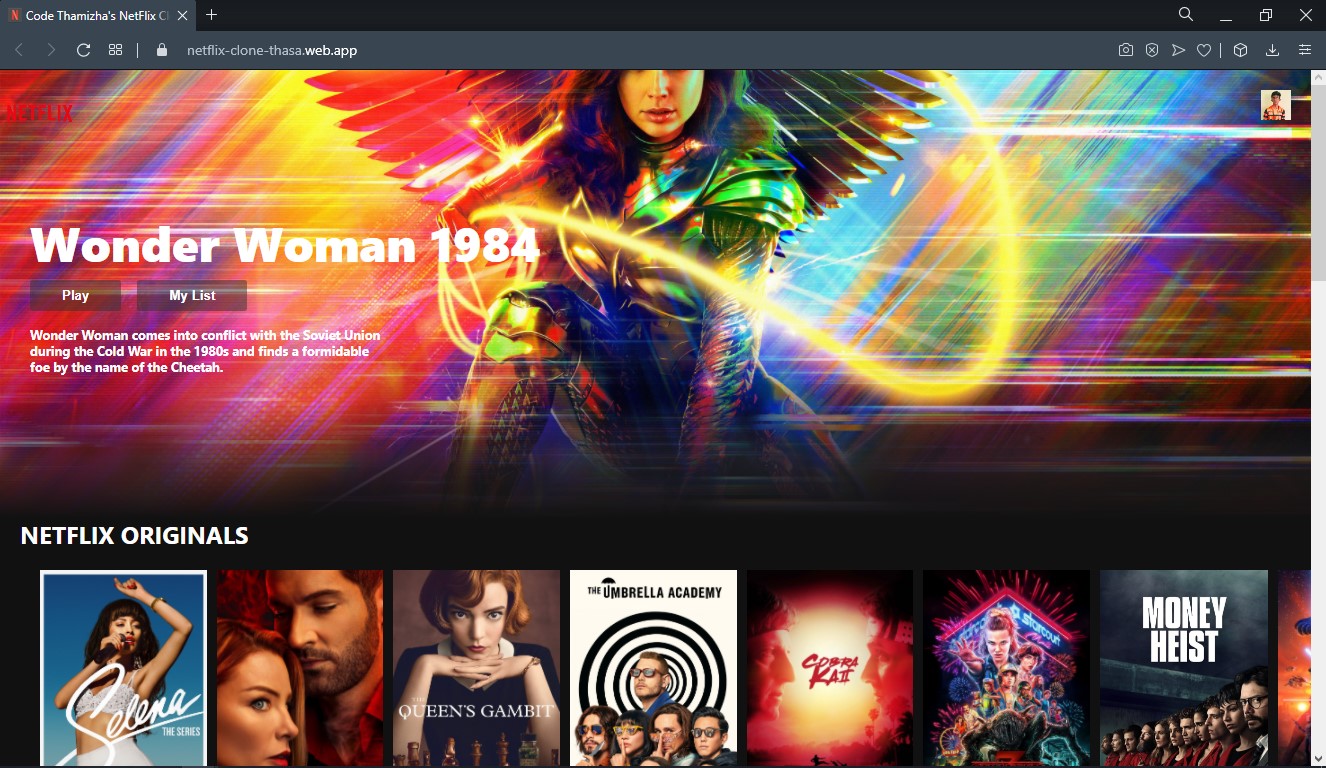 Code Thamizha's NetFlix Cl
netflix-clone-thasa.web.app
NETFLIX
Wonder Woman 1984
Play
My List
Wonder Woman comes into conflict with the Soviet Union
during the Cold War in the 1980s and finds a formidable
foe by the name of the Cheetah.
NETFLIX ORIGINALS
Selena
THE SERIES
THE
QUEEN'S GAMBIT
THE UMBRELLA ACADEMY
COBRA
KAI
starcourt
MONEY
HEIST